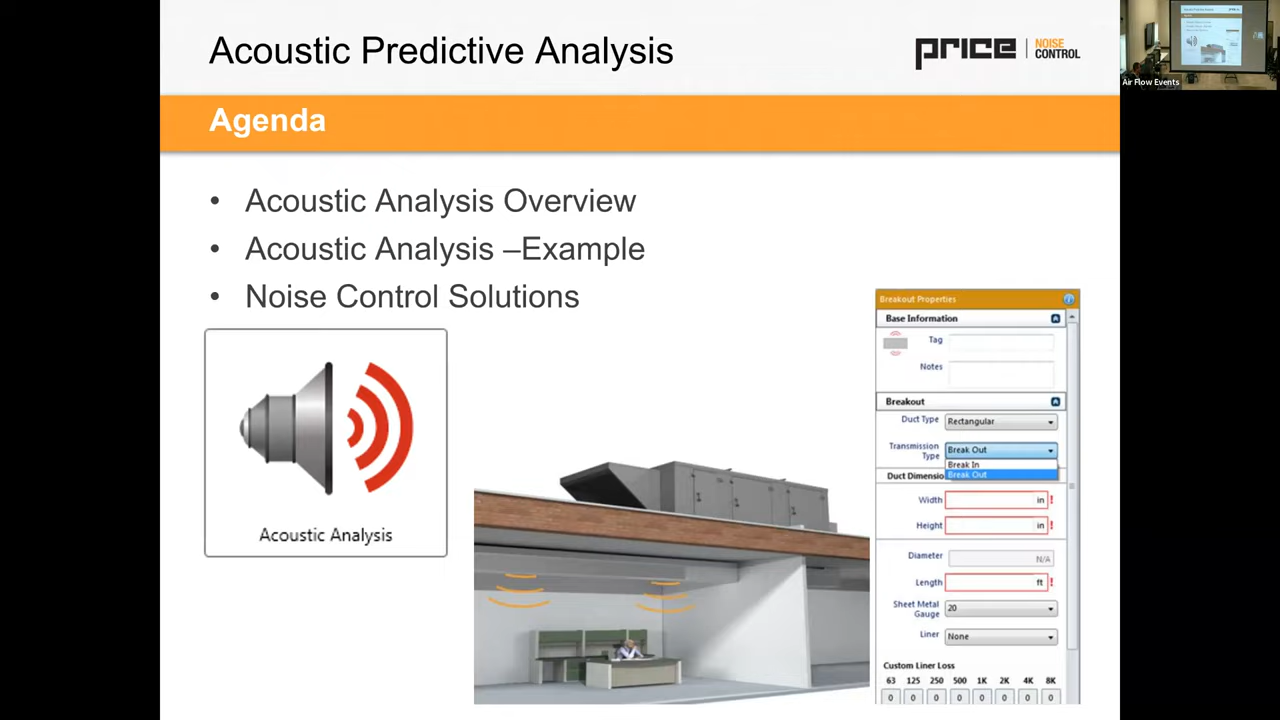 Acoustic Predictive Analysis
price
NOISE
CONTROL
Air Flow Events
Agenda
• Acoustic Analysis Overview
• Acoustic Analysis –Example
• Noise Control Solutions
Acoustic Analysis
Breakout Properties
Base Information
Tag
Notes
Breakout
Duct Type Rectangular
Transmission
Type
Break Out
Break In
Break Out
Duct Dimensio
Width in !
Height in !
Diameter N/A
Length ft !
Sheet Metal
Gauge
20
Liner None
Custom Liner Loss
63 125 250 500 1K 2K 4K 8K
0 0 0 0 0 0 0 0